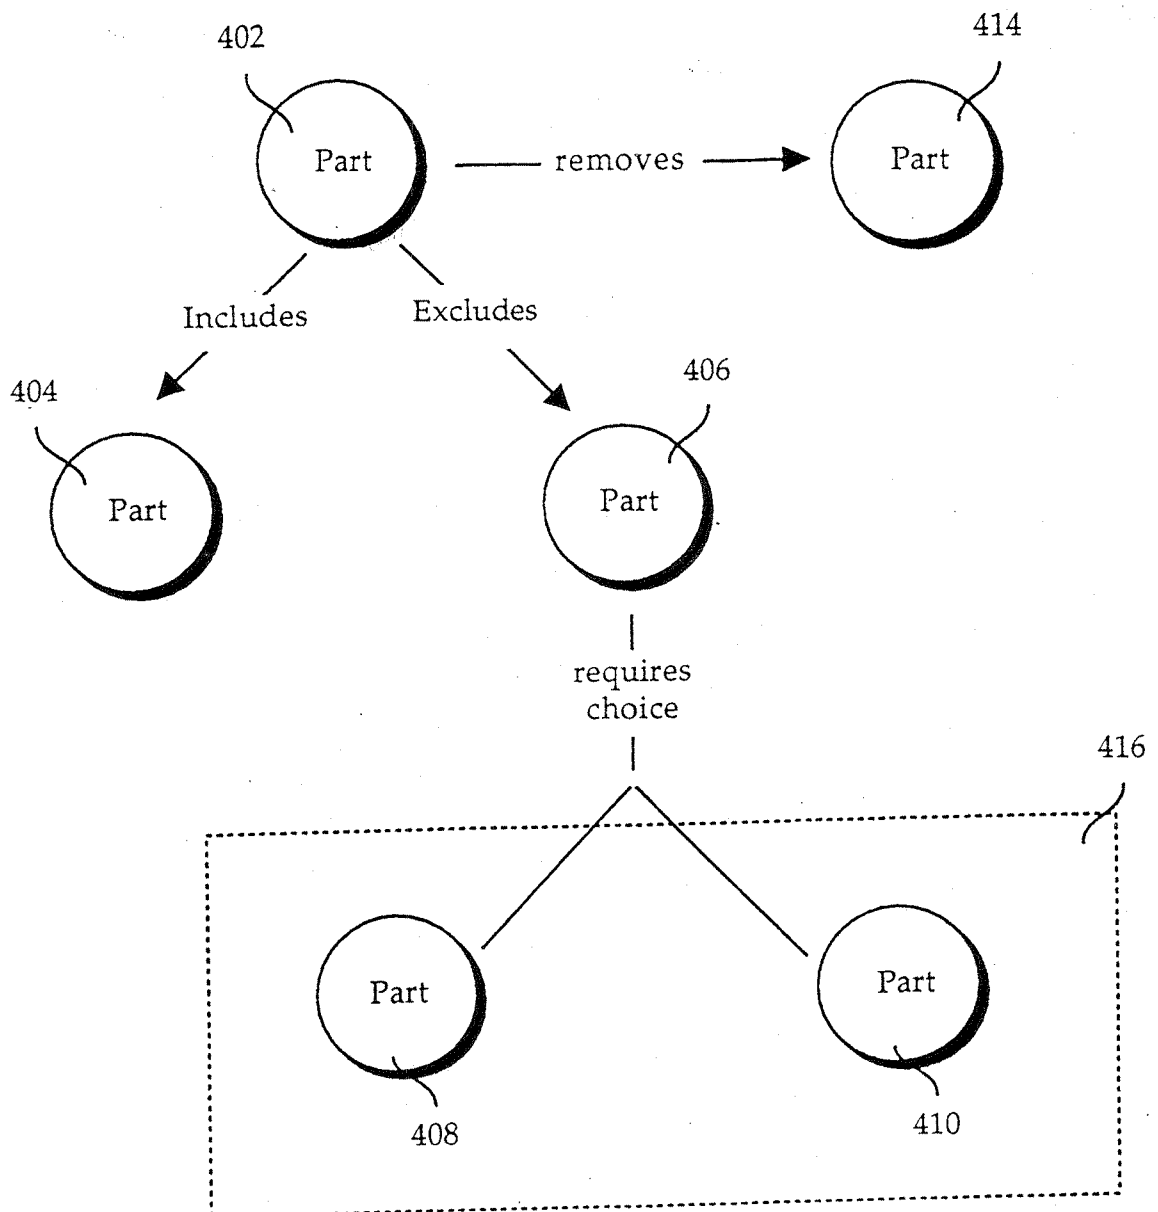 402
414
Part
removes
Part
Includes
Excludes
404
406
Part
Part
requires
choice
416
Part
Part
408
410